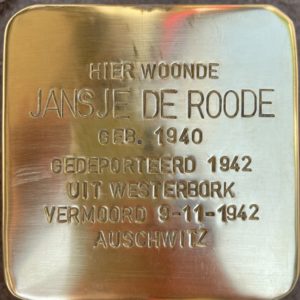 HIER WOONDE
JANSJE DE ROODE
GEB. 1940
GEDEPORTEERD 1942
UIT WESTERBORK
VERMOORD 9-11-1942
AUSCHWITZ